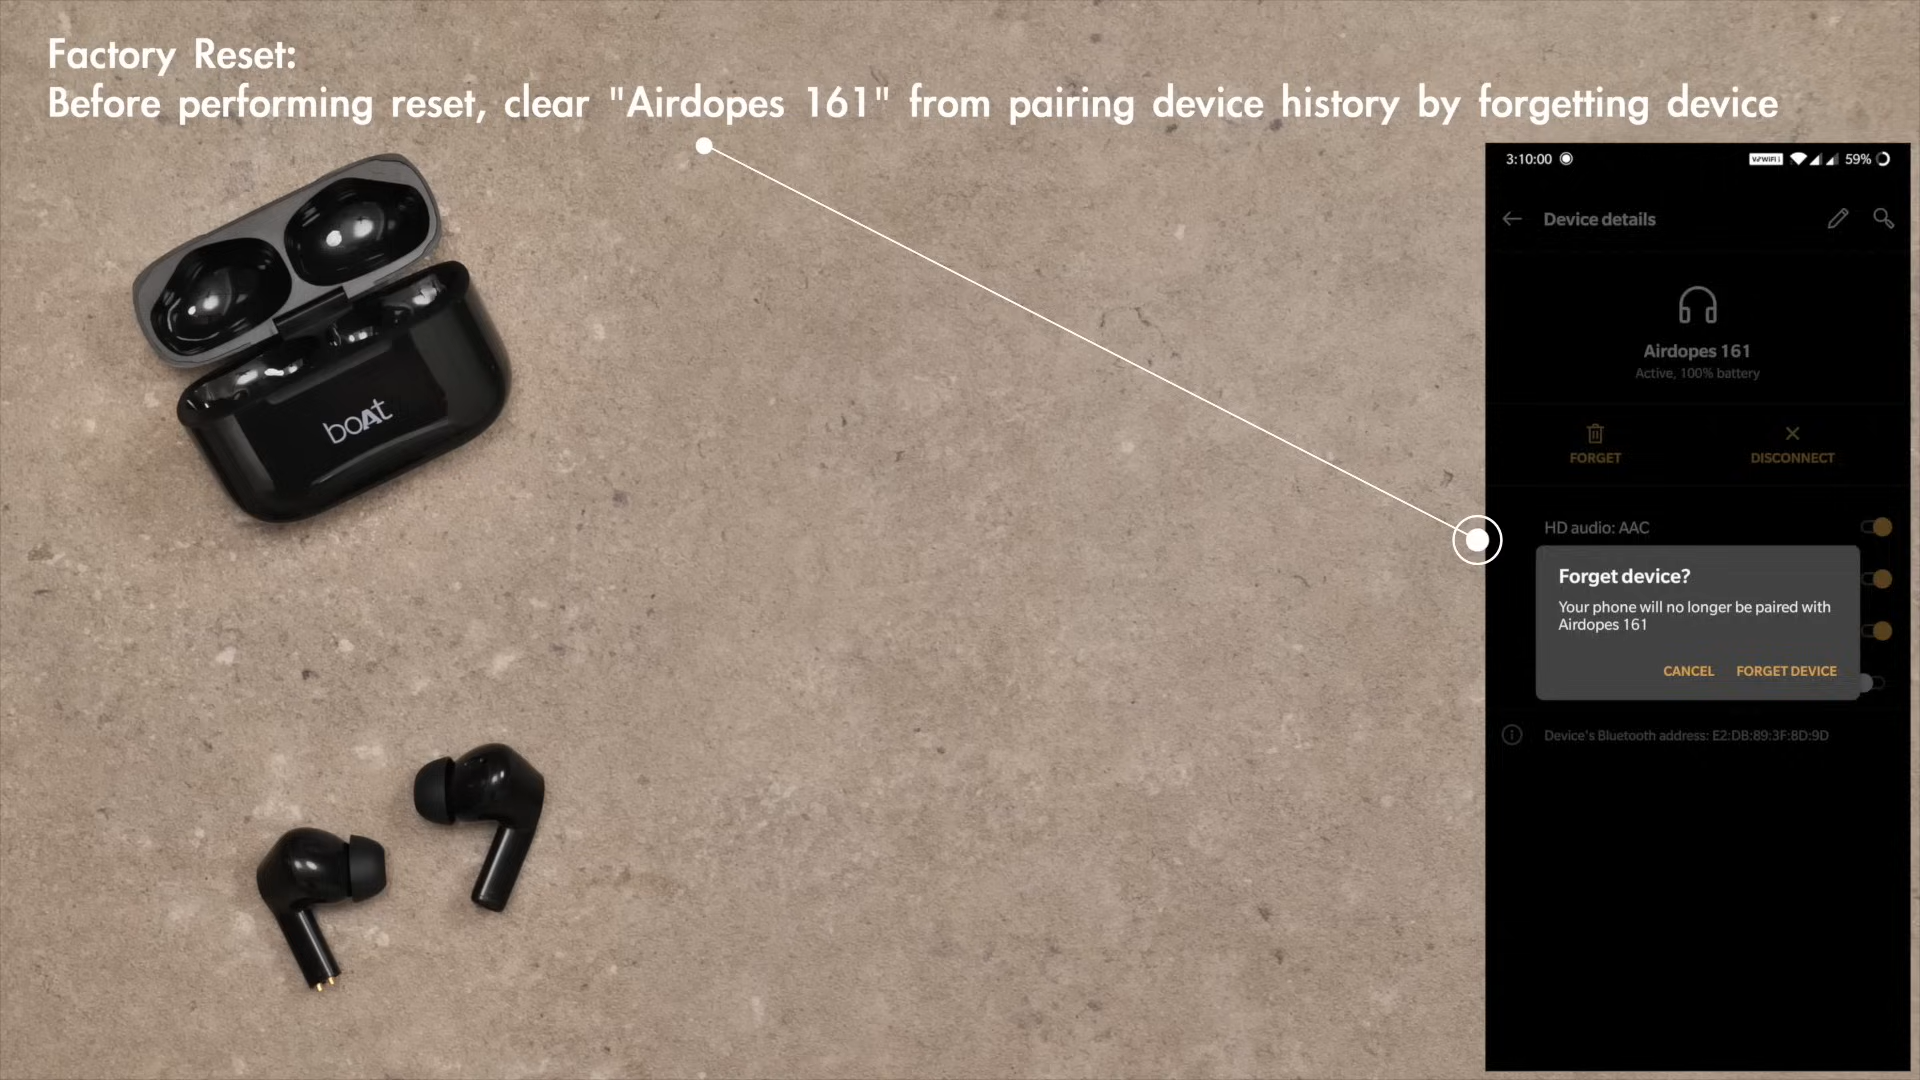 Factory Reset:
Before performing reset, clear "Airdopes 161" from pairing device history by forgetting device
3:10:00
59%
Device details
Airdopes 161
Active, 100% battery
FORGET
DISCONNECT
HD audio: AAC
Forget device?
Your phone will no longer be paired with
Airdopes 161
CANCEL FORGET DEVICE
Device's Bluetooth address: E2:DB:89:3F:8D:9D
boAt